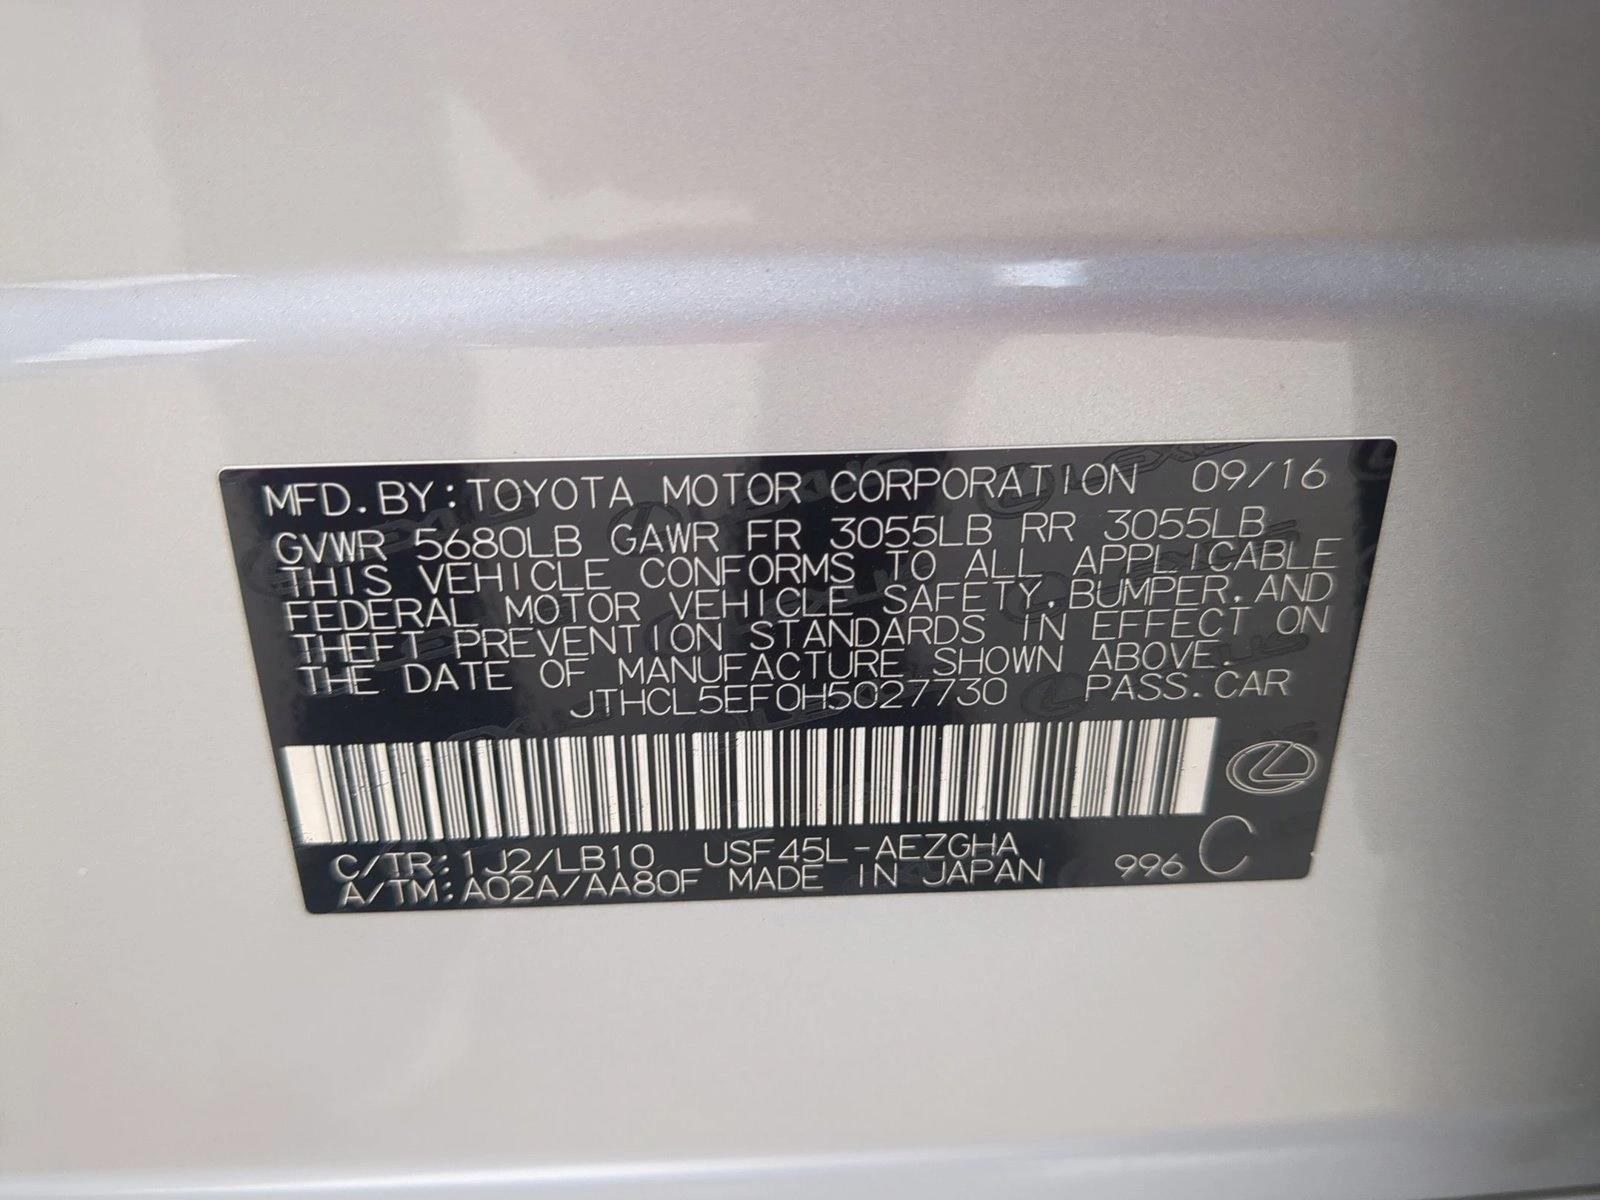 MFD. BY: TOYOTA MOTOR CORPORATION 09/16
GVWR 5680LB GAWR FR 3055LB RR 3055LB
THIS VEHICLE CONFORMS TO ALL APPLICABLE
FEDERAL MOTOR VEHICLE SAFETY, BUMPER, AND
THEFT PREVENTION STANDARDS IN EFFECT ON
THE DATE OF MANUFACTURE SHOWN ABOVE.
JTHCL5EF0H5027730 PASS. CAR
C/TR: 1J2/LB10 USF45L-AEZGHA
A/TM: A02A/AA80F MADE IN JAPAN 996 C